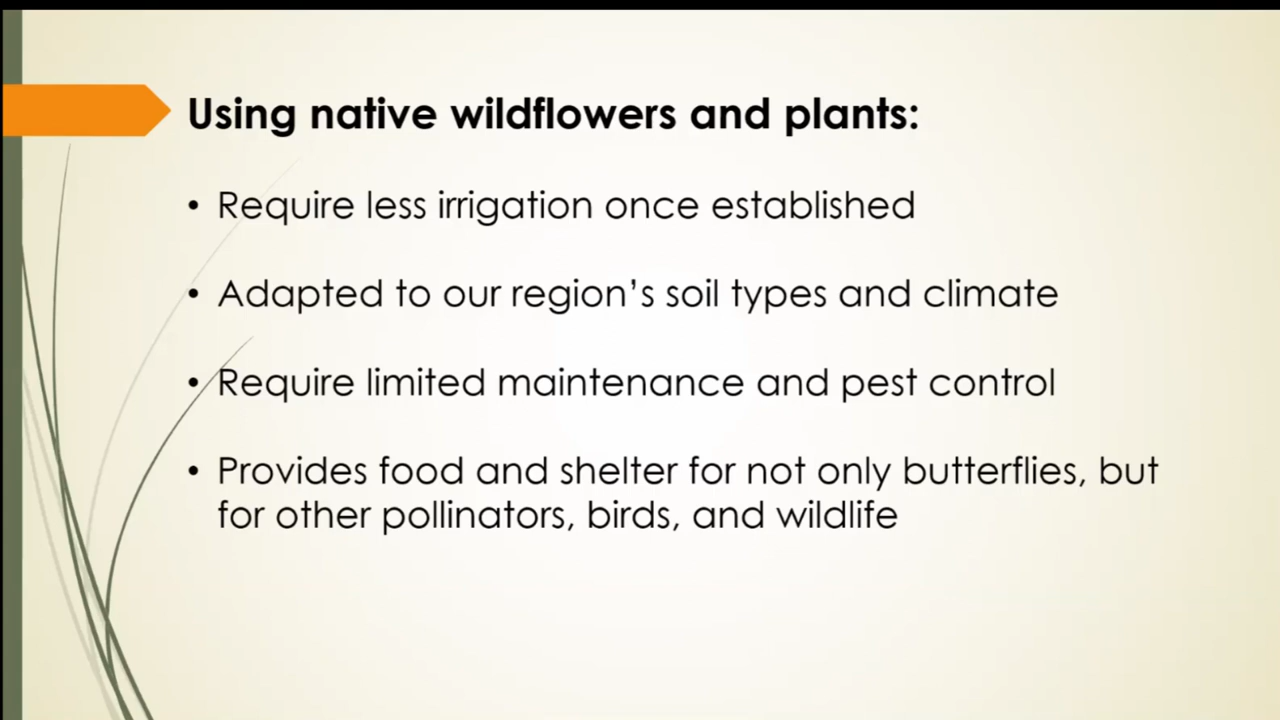 Using native wildflowers and plants:
• Require less irrigation once established
• Adapted to our region’s soil types and climate
• Require limited maintenance and pest control
• Provides food and shelter for not only butterflies, but
for other pollinators, birds, and wildlife